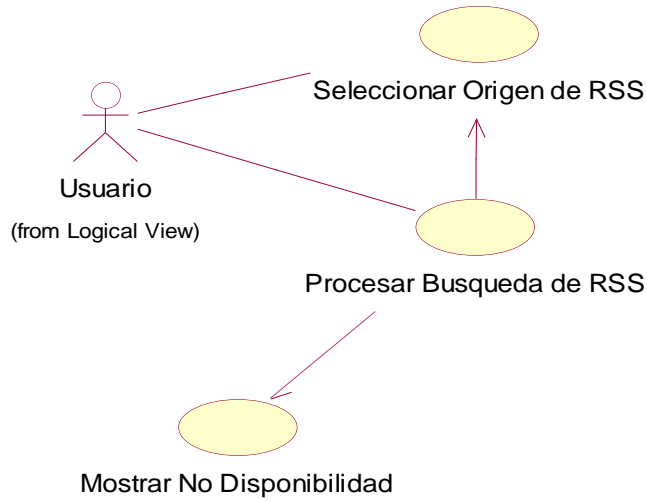 Seleccionar Origen de RSS
Usuario
(from Logical View)
Procesar Busqueda de RSS
Mostrar No Disponibilidad